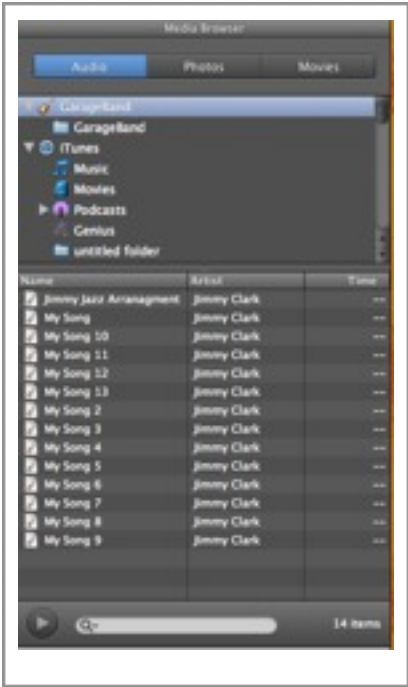 Media Browser
Audio Photos Movies
GarageBand
GarageBand
iTunes
Music
Movies
Podcasts
Genius
untitled folder
Name Artist Time
Jimmy Jazz Arranagment Jimmy Clark --
My Song Jimmy Clark --
My Song 10 Jimmy Clark --
My Song 11 Jimmy Clark --
My Song 12 Jimmy Clark --
My Song 13 Jimmy Clark --
My Song 2 Jimmy Clark --
My Song 3 Jimmy Clark --
My Song 4 Jimmy Clark --
My Song 5 Jimmy Clark --
My Song 6 Jimmy Clark --
My Song 7 Jimmy Clark --
My Song 8 Jimmy Clark --
My Song 9 Jimmy Clark --
14 items